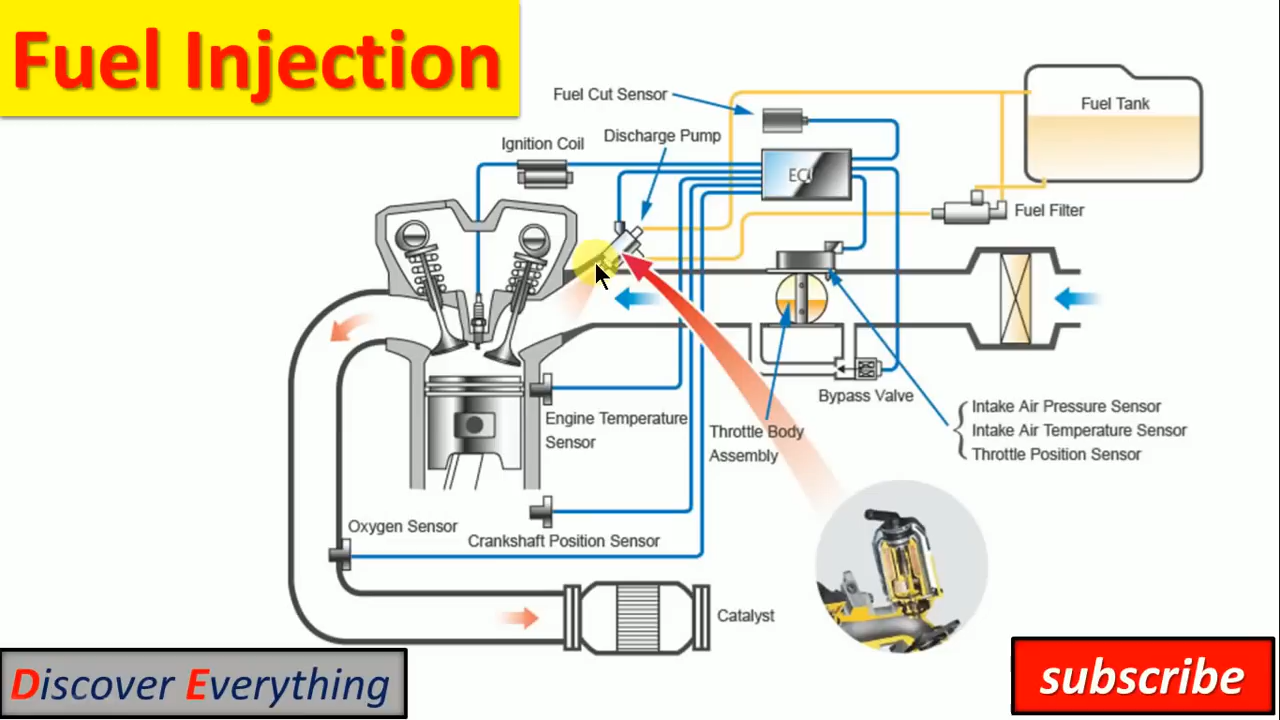 Fuel Injection
Fuel Cut Sensor
Fuel Tank
Ignition Coil
Discharge Pump
ECU
Fuel Filter
Bypass Valve
Engine Temperature
Sensor
Throttle Body
Assembly
Intake Air Pressure Sensor
Intake Air Temperature Sensor
Throttle Position Sensor
Oxygen Sensor
Crankshaft Position Sensor
Catalyst
Discover Everything
subscribe